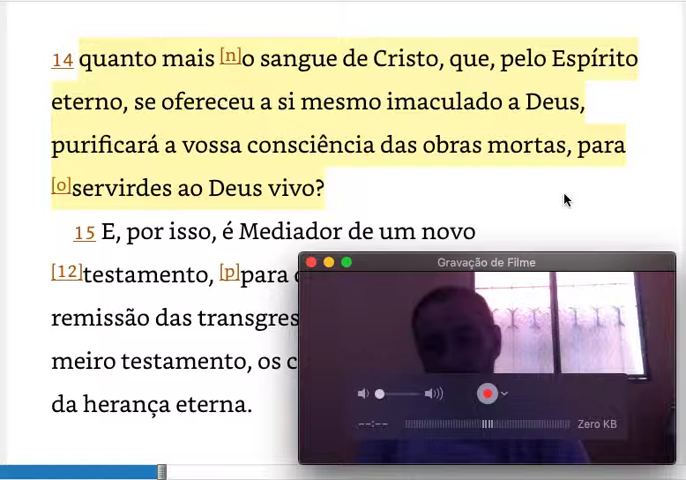 14 quanto mais [n]o sangue de Cristo, que, pelo Espírito
eterno, se ofereceu a si mesmo imaculado a Deus,
purificará a vossa consciência das obras mortas, para
[o]servirdes ao Deus vivo?
15 E, por isso, é Mediador de um novo
[12]testamento, [p]para
remissão das transgres
meiro testamento, os
da herança eterna.
Gravação de Filme
--:--
Zero KB